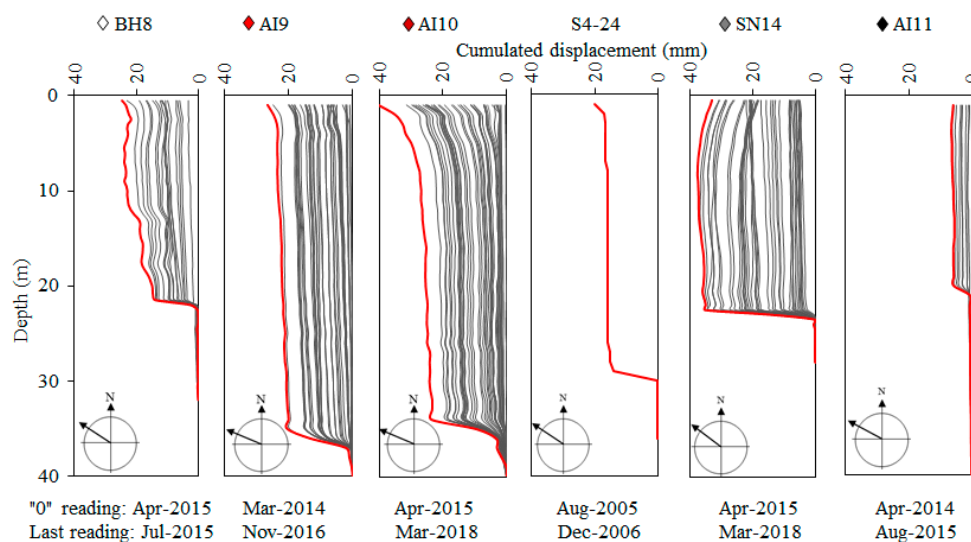 BH8 AI9 AI10 S4-24 SN14 AI11
Cumulated displacement (mm)
40 20 0 40 20 0 40 20 0 40 20 0 40 20 0 40 20 0
0
10
20
30
40
Depth (m)
N N N N N N
"0" reading: Apr-2015 Mar-2014 Apr-2015 Aug-2005 Apr-2015 Apr-2014
Last reading: Jul-2015 Nov-2016 Mar-2018 Dec-2006 Mar-2018 Aug-2015